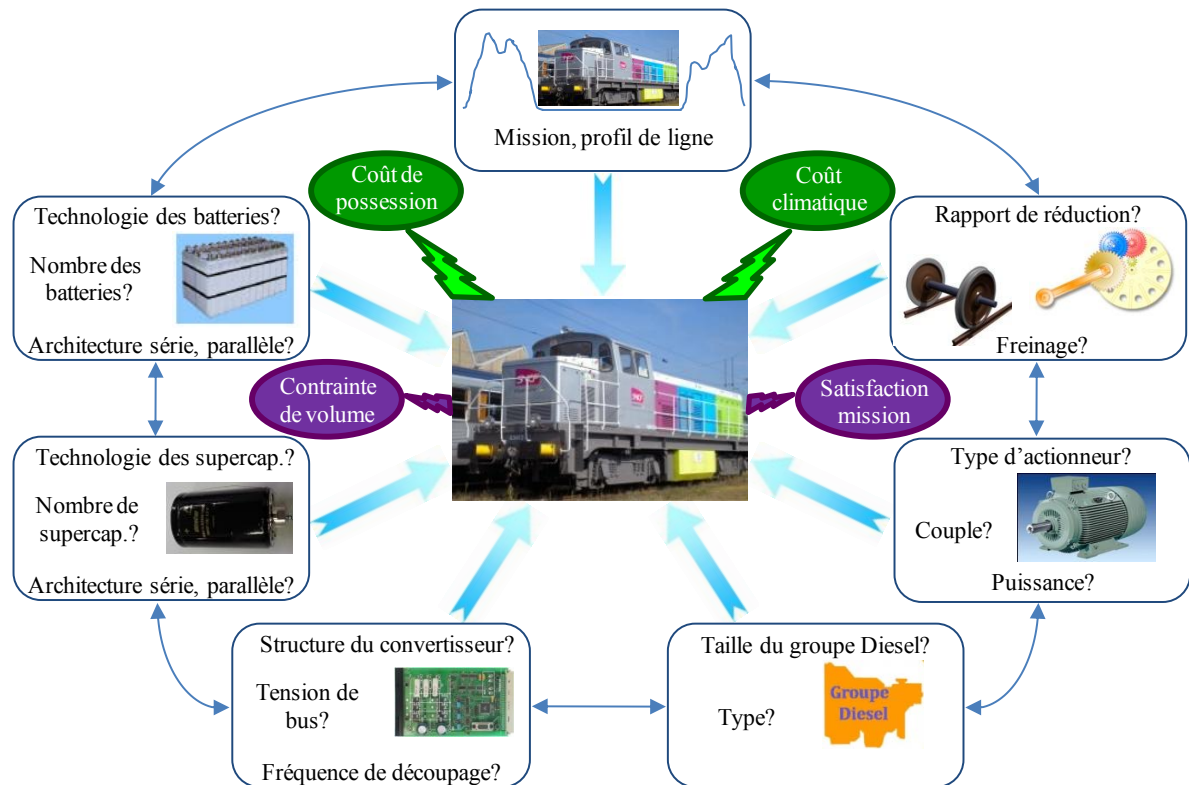 Mission, profil de ligne
Coût de
possession
Coût
climatique
Technologie des batteries?
Nombre des
batteries?
Architecture série, parallèle?
Rapport de réduction?
Freinage?
Contrainte
de volume
Satisfaction
mission
SNCF
Technologie des supercap.?
Nombre de
supercap.?
Architecture série, parallèle?
Type d'actionneur?
Couple?
Puissance?
Structure du convertisseur?
Tension de
bus?
Fréquence de découpage?
Taille du groupe Diesel?
Type?
Groupe
Diesel